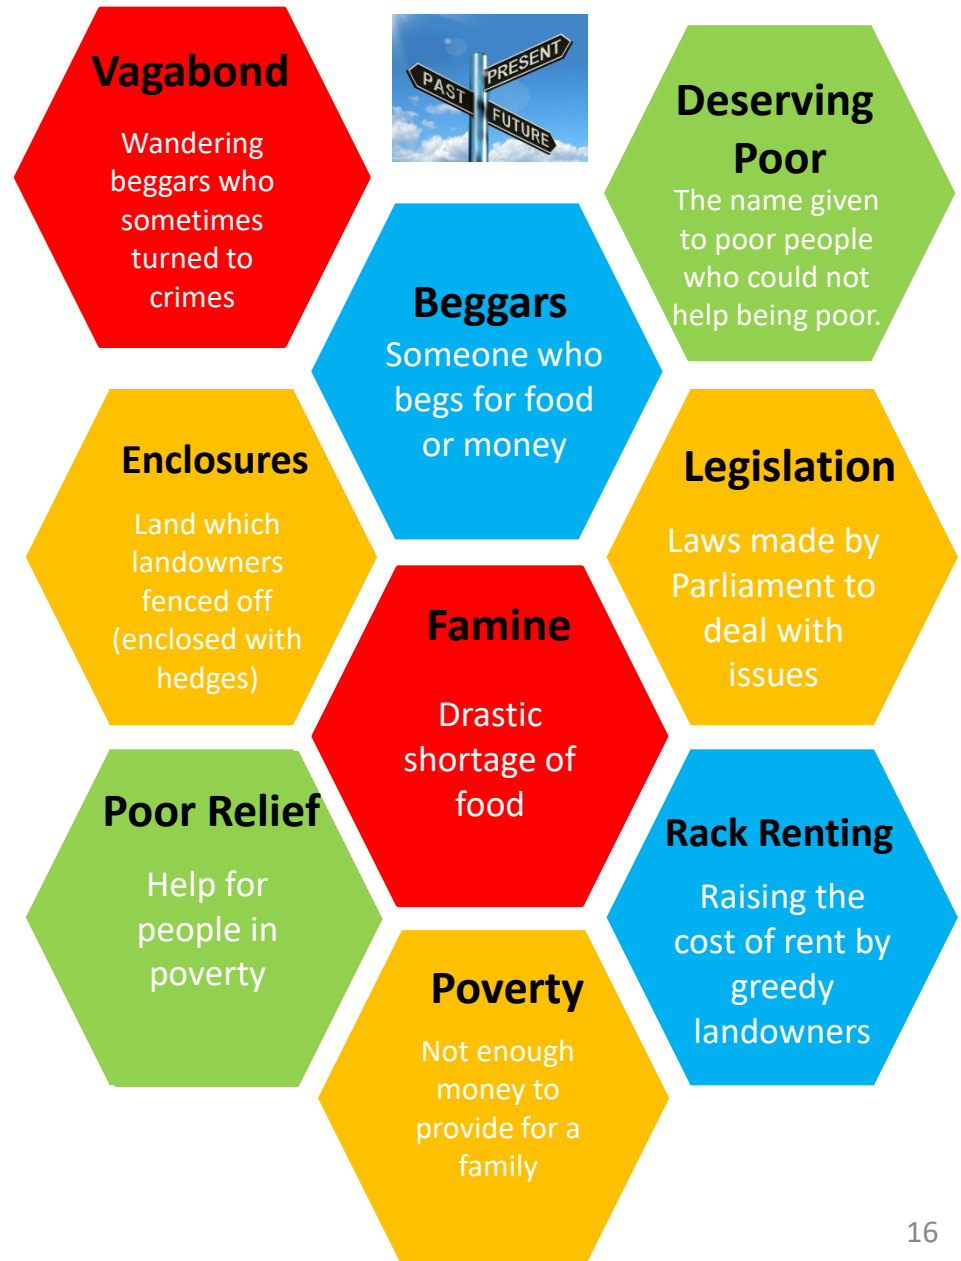 Vagabond
Wandering
beggars who
sometimes
turned to
crimes
PAST
PRESENT
FUTURE
Deserving
Poor
The name given
to poor people
who could not
help being poor.
Beggars
Someone who
begs for food
or money
Enclosures
Land which
landowners
fenced off
(enclosed with
hedges)
Legislation
Laws made by
Parliament to
deal with
issues
Famine
Drastic
shortage of
food
Poor Relief
Help for
people in
poverty
Rack Renting
Raising the
cost of rent by
greedy
landowners
Poverty
Not enough
money to
provide for a
family
16